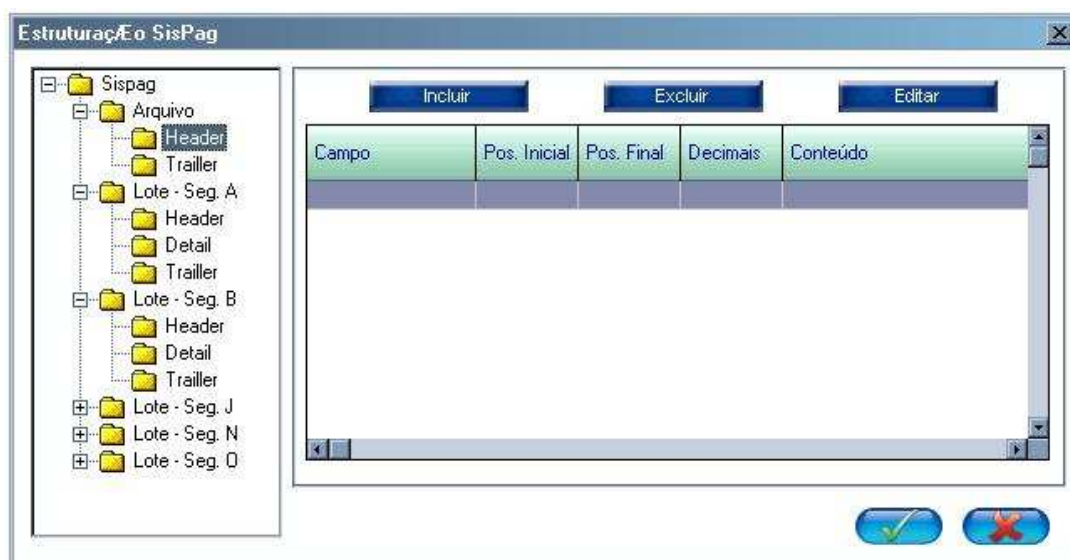 EstruturaçÆo SisPag
Sispag
Arquivo
Header
Trailler
Lote - Seg. A
Header
Detail
Trailler
Lote - Seg. B
Header
Detail
Trailler
Lote - Seg. J
Lote - Seg. N
Lote - Seg. O
Incluir Excluir Editar
Campo Pos. Inicial Pos. Final Decimais Conteúdo